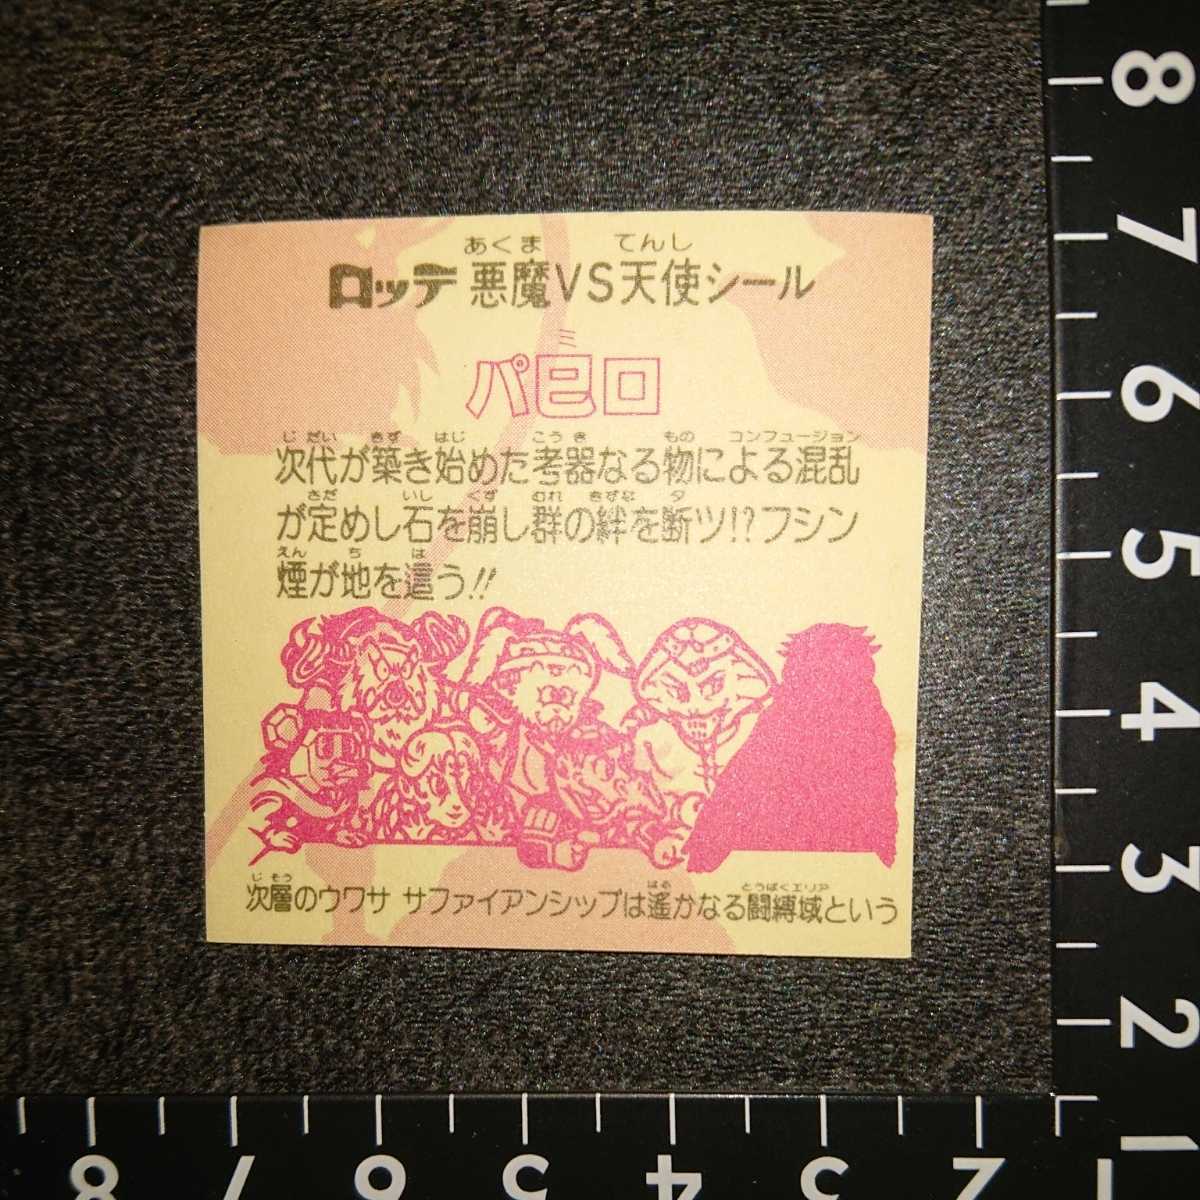 あくま てんし
ロッテ 悪魔VS天使シール
ミ
パ巳ロ
じだい きず はじ こうき もの コンフュージョン
次代が築き始めた考器なる物による混乱
さだ いし くず むれ きずな タ
が定めし石を崩し群の絆を断ツ!?フシン
えん ち は
煙が地を這う!!
じそう はる とうばくエリア
次層のウワサ サファイアンシップは遙かなる闘縛域という
8
7
6
5
4
3
2
1
8 7 6 5 4 3 2 1